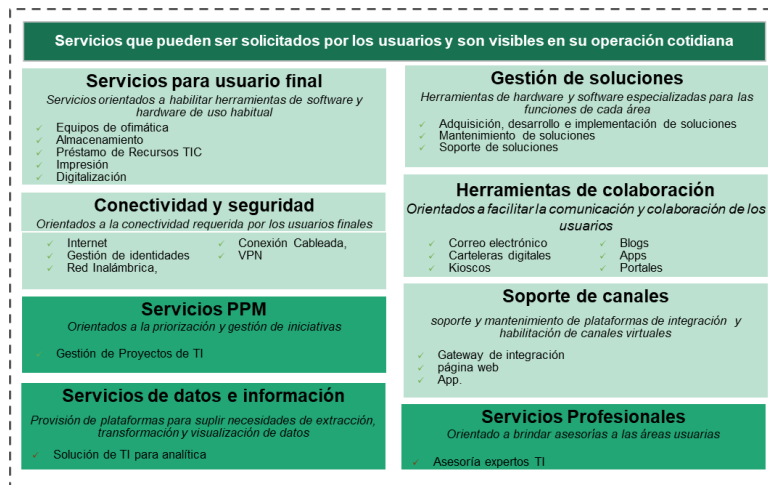 Servicios que pueden ser solicitados por los usuarios y son visibles en su operación cotidiana
Servicios para usuario final
Servicios orientados a habilitar herramientas de software y
hardware de uso habitual
Equipos de ofimática
Almacenamiento
Préstamo de Recursos TIC
Impresión
Digitalización
Conectividad y seguridad
Orientados a la conectividad requerida por los usuarios finales
Internet
Gestión de identidades
Red Inalámbrica,
Conexión Cableada,
VPN
Servicios PPM
Orientados a la priorización y gestión de iniciativas
Gestión de Proyectos de TI
Servicios de datos e información
Provisión de plataformas para suplir necesidades de extracción,
transformación y visualización de datos
Solución de TI para analítica
Gestión de soluciones
Herramientas de hardware y software especializadas para las
funciones de cada área
Adquisición, desarrollo e implementación de soluciones
Mantenimiento de soluciones
Soporte de soluciones
Herramientas de colaboración
Orientados a facilitar la comunicación y colaboración de los
usuarios
Correo electrónico
Carteleras digitales
Kioscos
Blogs
Apps
Portales
Soporte de canales
soporte y mantenimiento de plataformas de integración y
habilitación de canales virtuales
Gateway de integración
página web
App.
Servicios Profesionales
Orientado a brindar asesorías a las áreas usuarias
Asesoría expertos TI